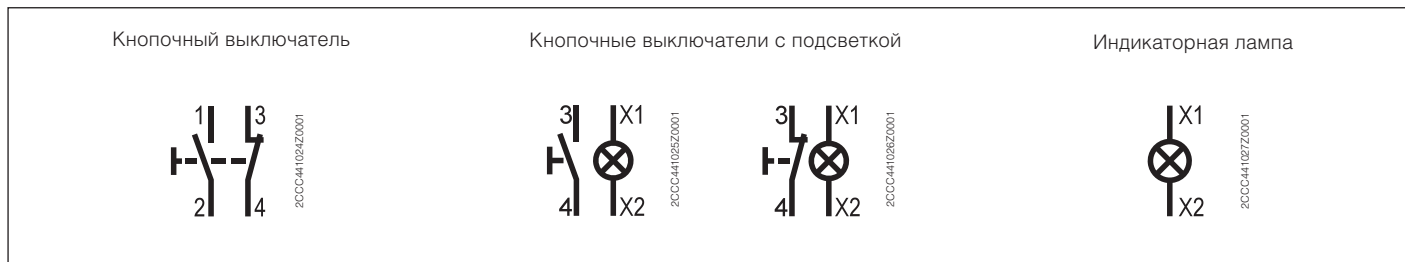 Кнопочный выключатель
Кнопочные выключатели с подсветкой
Индикаторная лампа
1 3
2 4
2CCC441024Z0001
3 X1
4 X2
2CCC441025Z0001
3 X1
4 X2
2CCC441026Z0001
X1
X2
2CCC441027Z0001